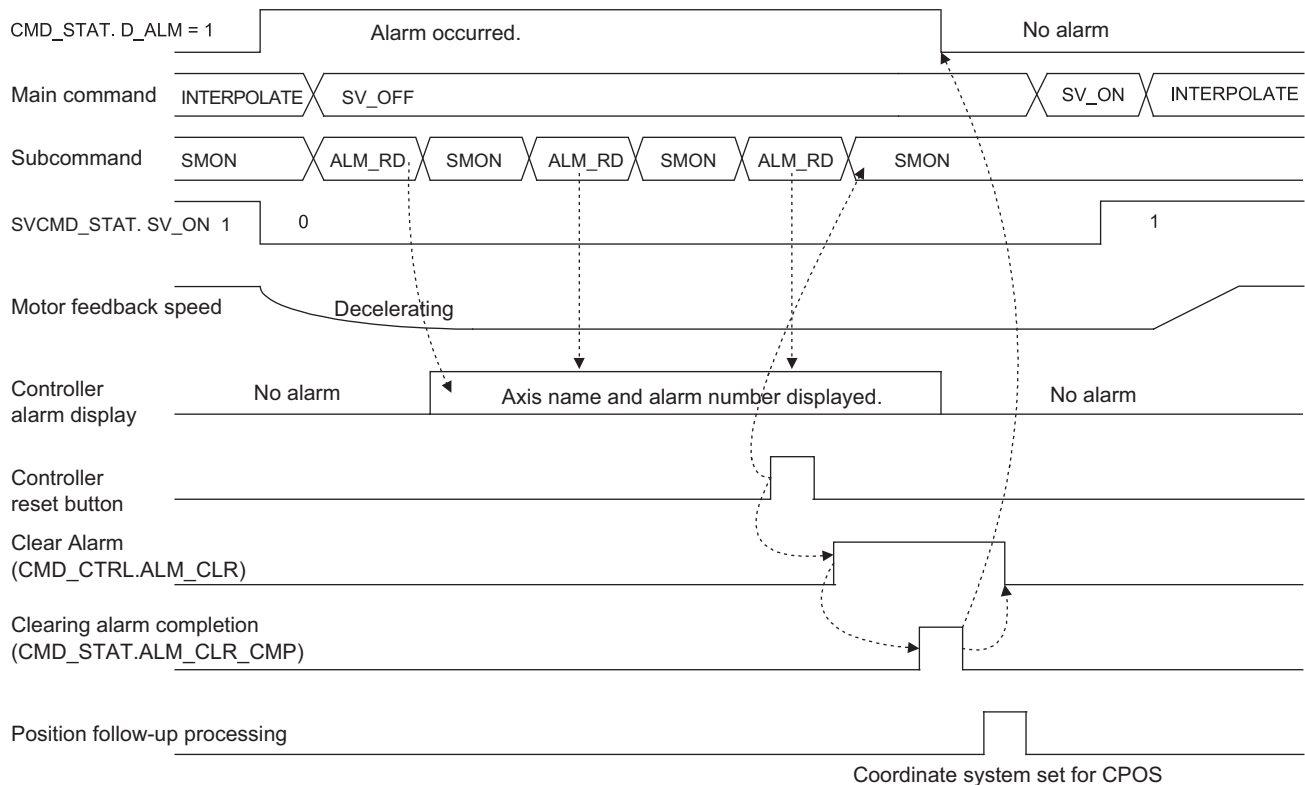 CMD_STAT. D_ALM = 1 Alarm occurred. No alarm
Main command INTERPOLATE SV_OFF SV_ON INTERPOLATE
Subcommand SMON ALM_RD SMON ALM_RD SMON ALM_RD SMON
SVCMD_STAT. SV_ON 1 0 1
Motor feedback speed Decelerating
Controller
alarm display
No alarm Axis name and alarm number displayed. No alarm
Controller
reset button
Clear Alarm
(CMD_CTRL.ALM_CLR)
Clearing alarm completion
(CMD_STAT.ALM_CLR_CMP)
Position follow-up processing
Coordinate system set for CPOS